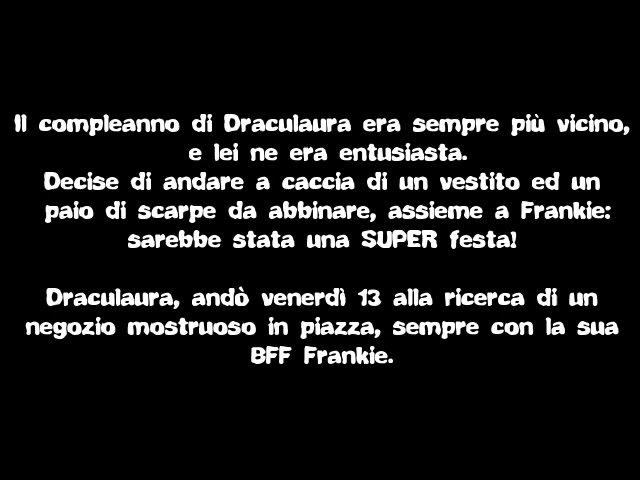 Il compleanno di Draculaura era sempre più vicino,
e lei ne era entusiasta.
Decise di andare a caccia di un vestito ed un
paio di scarpe da abbinare, assieme a Frankie:
sarebbe stata una SUPER festa!
Draculaura, andò venerdì 13 alla ricerca di un
negozio mostruoso in piazza, sempre con la sua
BFF Frankie.